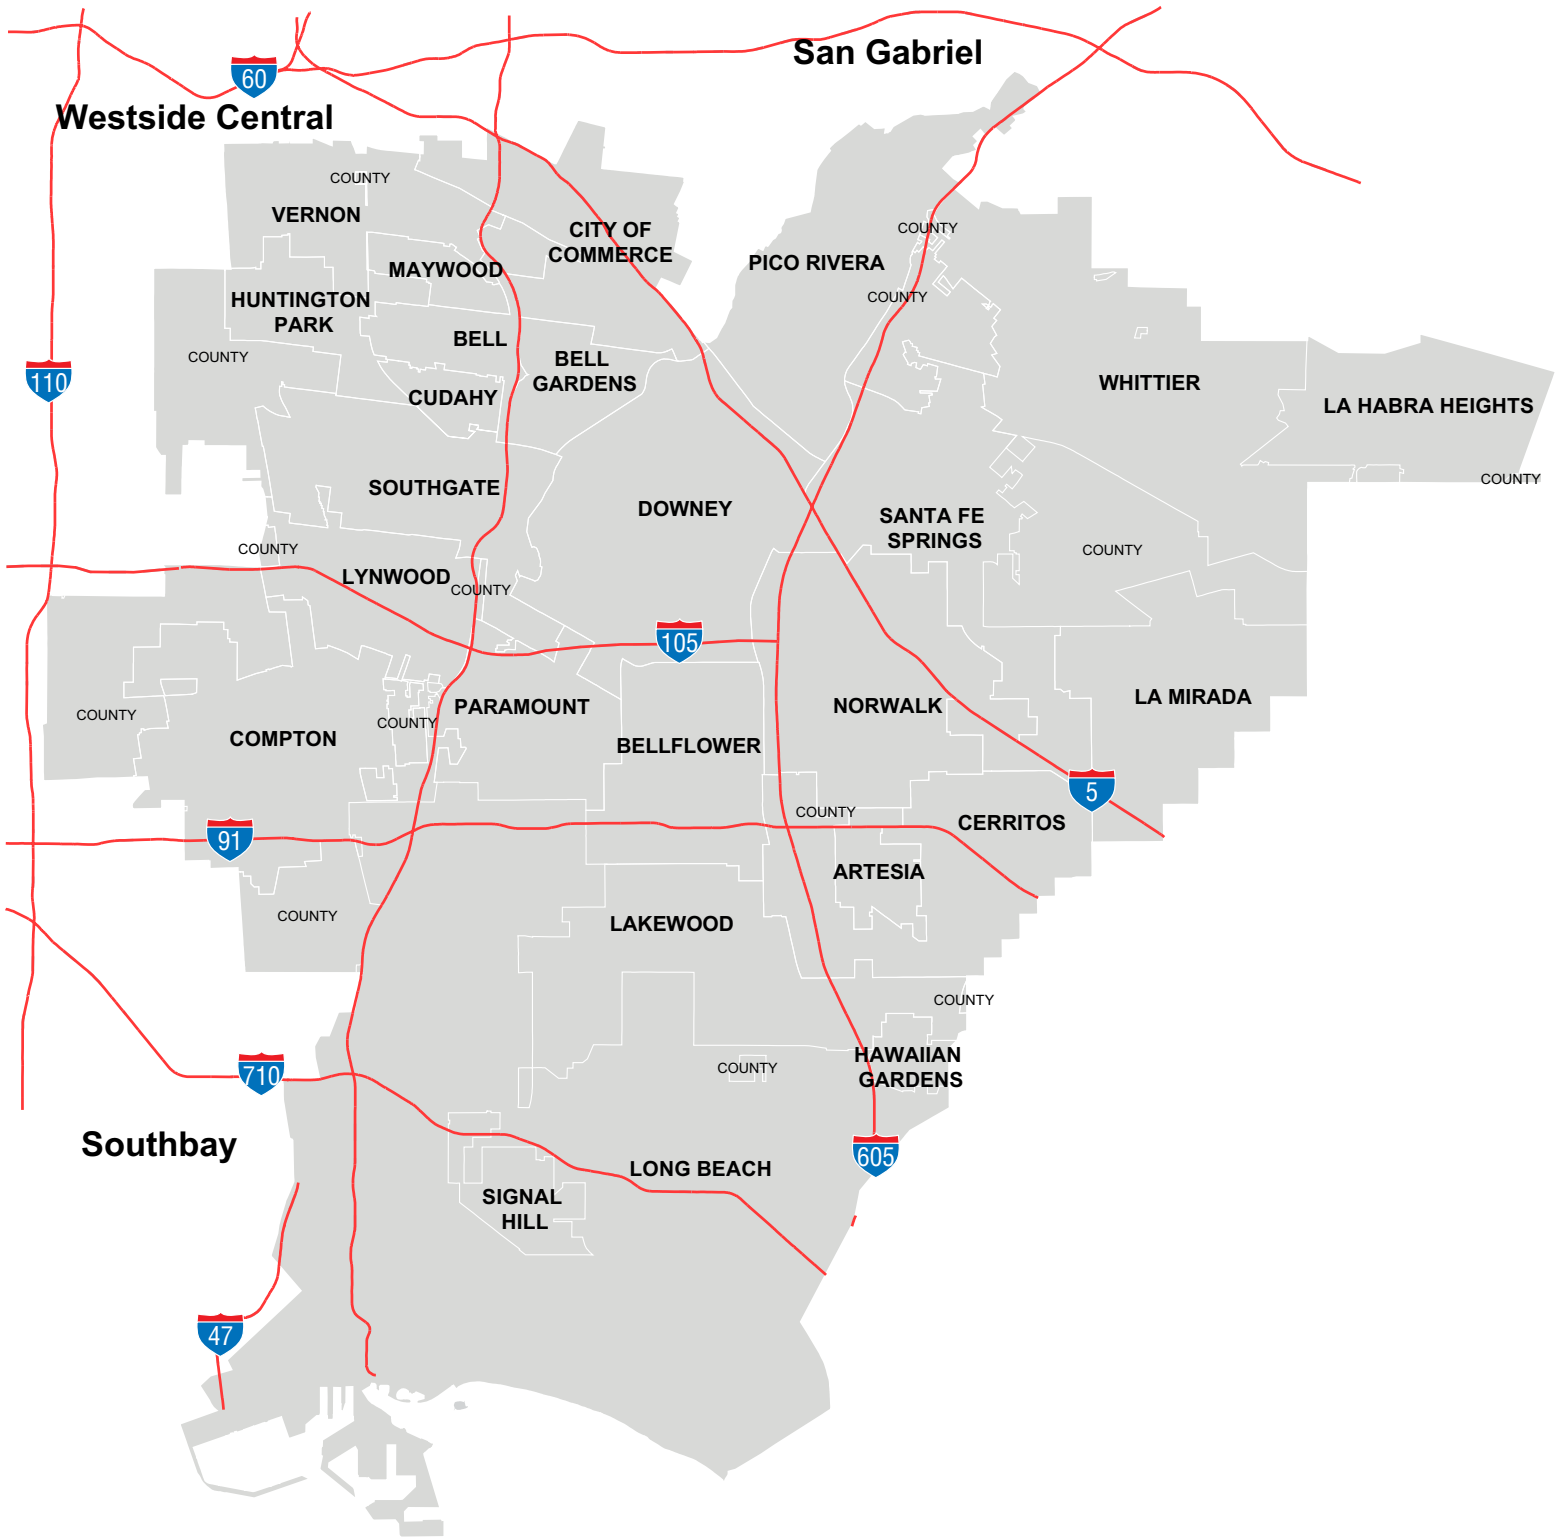 San Gabriel
60
Westside Central
COUNTY
VERNON
CITY OF
COMMERCE
COUNTY
PICO RIVERA
MAYWOOD
HUNTINGTON
PARK
COUNTY
BELL
COUNTY
BELL
GARDENS
110
CUDAHY
WHITTIER
LA HABRA HEIGHTS
COUNTY
SOUTHGATE
DOWNEY
SANTA FE
SPRINGS
COUNTY
COUNTY
LYNWOOD
COUNTY
105
LA MIRADA
PARAMOUNT
NORWALK
COUNTY
COUNTY
COMPTON
BELLFLOWER
5
COUNTY
CERRITOS
91
ARTESIA
COUNTY
LAKEWOOD
COUNTY
HAWAIIAN
GARDENS
COUNTY
710
Southbay
605
LONG BEACH
SIGNAL
HILL
47